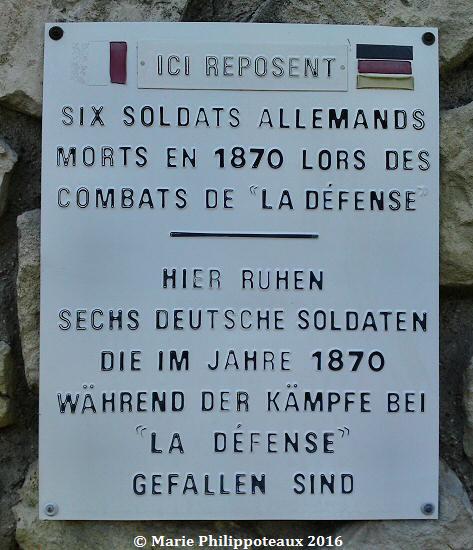 ICI REPOSENT
SIX SOLDATS ALLEMANDS
MORTS EN 1870 LORS DES
COMBATS DE "LA DÉFENSE"
HIER RUHEN
SECHS DEUTSCHE SOLDATEN
DIE IM JAHRE 1870
WÄHREND DER KÄMPFE BEI
"LA DÉFENSE"
GEFALLEN SIND
© Marie Philippoteaux 2016